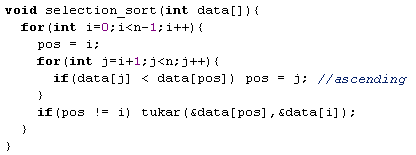 void selection_sort(int data[]){
  for(int i=0;i<n-1;i++){
    pos = i;
    for(int j=i+1;j<n;j++){
      if(data[j] < data[pos]) pos = j; //ascending
    }
    if(pos != i) tukar(&data[pos],&data[i]);
  }
}